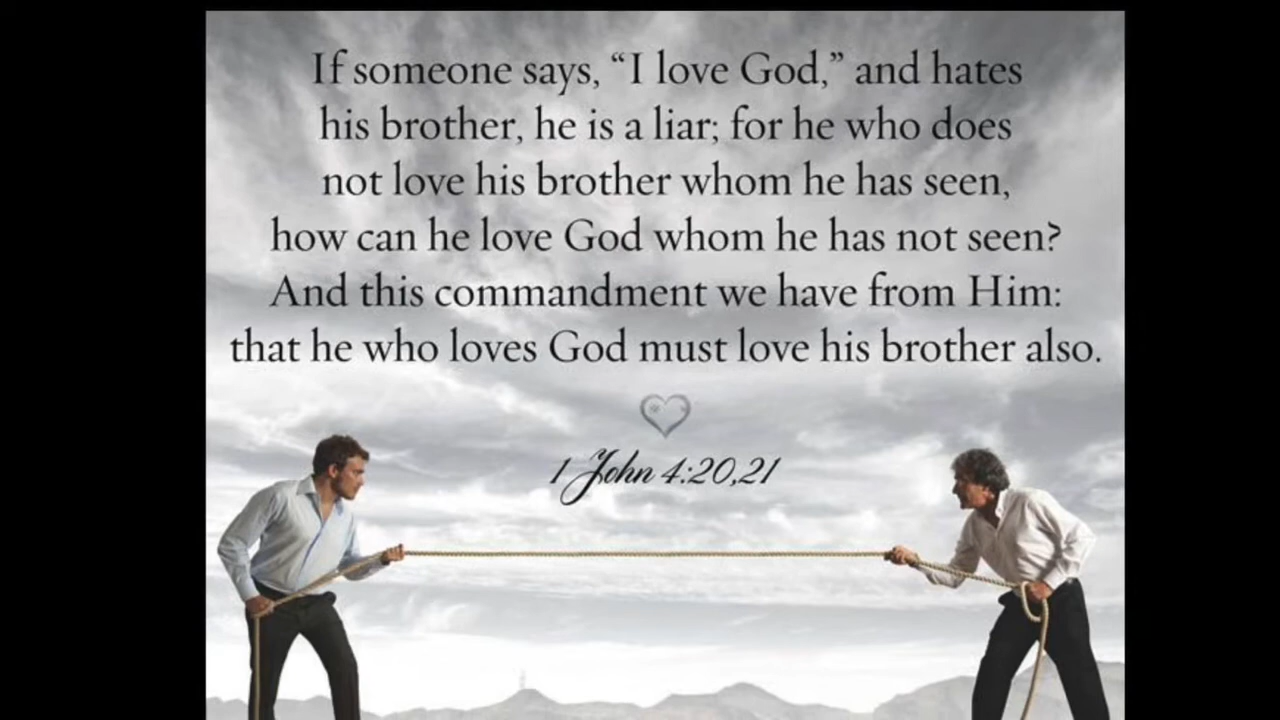 If someone says, “I love God,” and hates
his brother, he is a liar; for he who does
not love his brother whom he has seen,
how can he love God whom he has not seen?
And this commandment we have from Him:
that he who loves God must love his brother also.
1 John 4:20,21